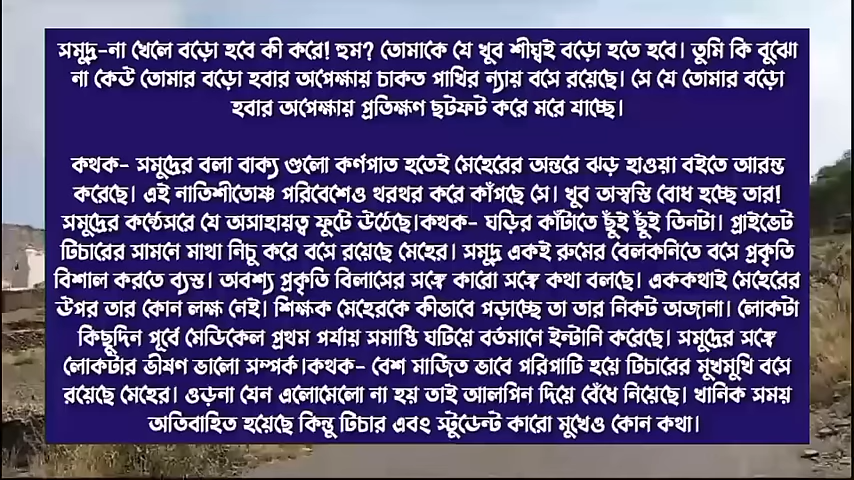 সমুদ্র-না খেলে বড়ো হবে কী করে! হুম? তোমাকে যে খুব শীঘ্রই বড়ো হতে হবে। তুমি কি বুঝো
না কেউ তোমার বড়ো হবার অপেক্ষায় চাকত পাখির ন্যায় বসে রয়েছে। সে যে তোমার বড়ো
হবার অপেক্ষায় প্রতিক্ষণ ছটফট করে মরে যাচ্ছে।
কথক- সমুদ্রের বলা বাক্য গুলো কর্ণপাত হতেই মেহেরের অন্তরে ঝড় হাওয়া বইতে আরম্ভ
করেছে। এই নাতিশীতোষ্ণ পরিবেশেও থরথর করে কাঁপছে সে। খুব অস্বস্তি বোধ হচ্ছে তার!
সমুদ্রের কন্ঠেসরে যে অসাহায়ত্ব ফুটে উঠেছে।কথক- ঘড়ির কাঁটাতে ছুঁই ছুঁই তিনটা। প্রাইভেট
টিচারের সামনে মাথা নিচু করে বসে রয়েছে মেহের। সমুদ্র একই রুমের বেলকনিতে বসে প্রকৃতি
বিশাল করতে ব্যস্ত। অবশ্য প্রকৃতি বিলাসের সঙ্গে কারো সঙ্গে কথা বলছে। এককথাই মেহেরের
উপর তার কোন লক্ষ নেই। শিক্ষক মেহেরকে কীভাবে পড়াচ্ছে তা তার নিকট অজানা। লোকটা
কিছুদিন পূর্বে মেডিকেল প্রথম পর্যায় সমাপ্তি ঘটিয়ে বর্তমানে ইন্টানি করেছে। সমুদ্রের সঙ্গে
লোকটার ভীষণ ভালো সম্পর্ক।কথক- বেশ মার্জিত ভাবে পরিপাটি হয়ে টিচারের মুখমুখি বসে
রয়েছে মেহের। ওড়না যেন এলোমেলো না হয় তাই আলপিন দিয়ে বেঁধে নিয়েছে। খানিক সময়
অতিবাহিত হয়েছে কিন্তু টিচার এবং স্টুডেন্ট কারো মুখেও কোন কথা।